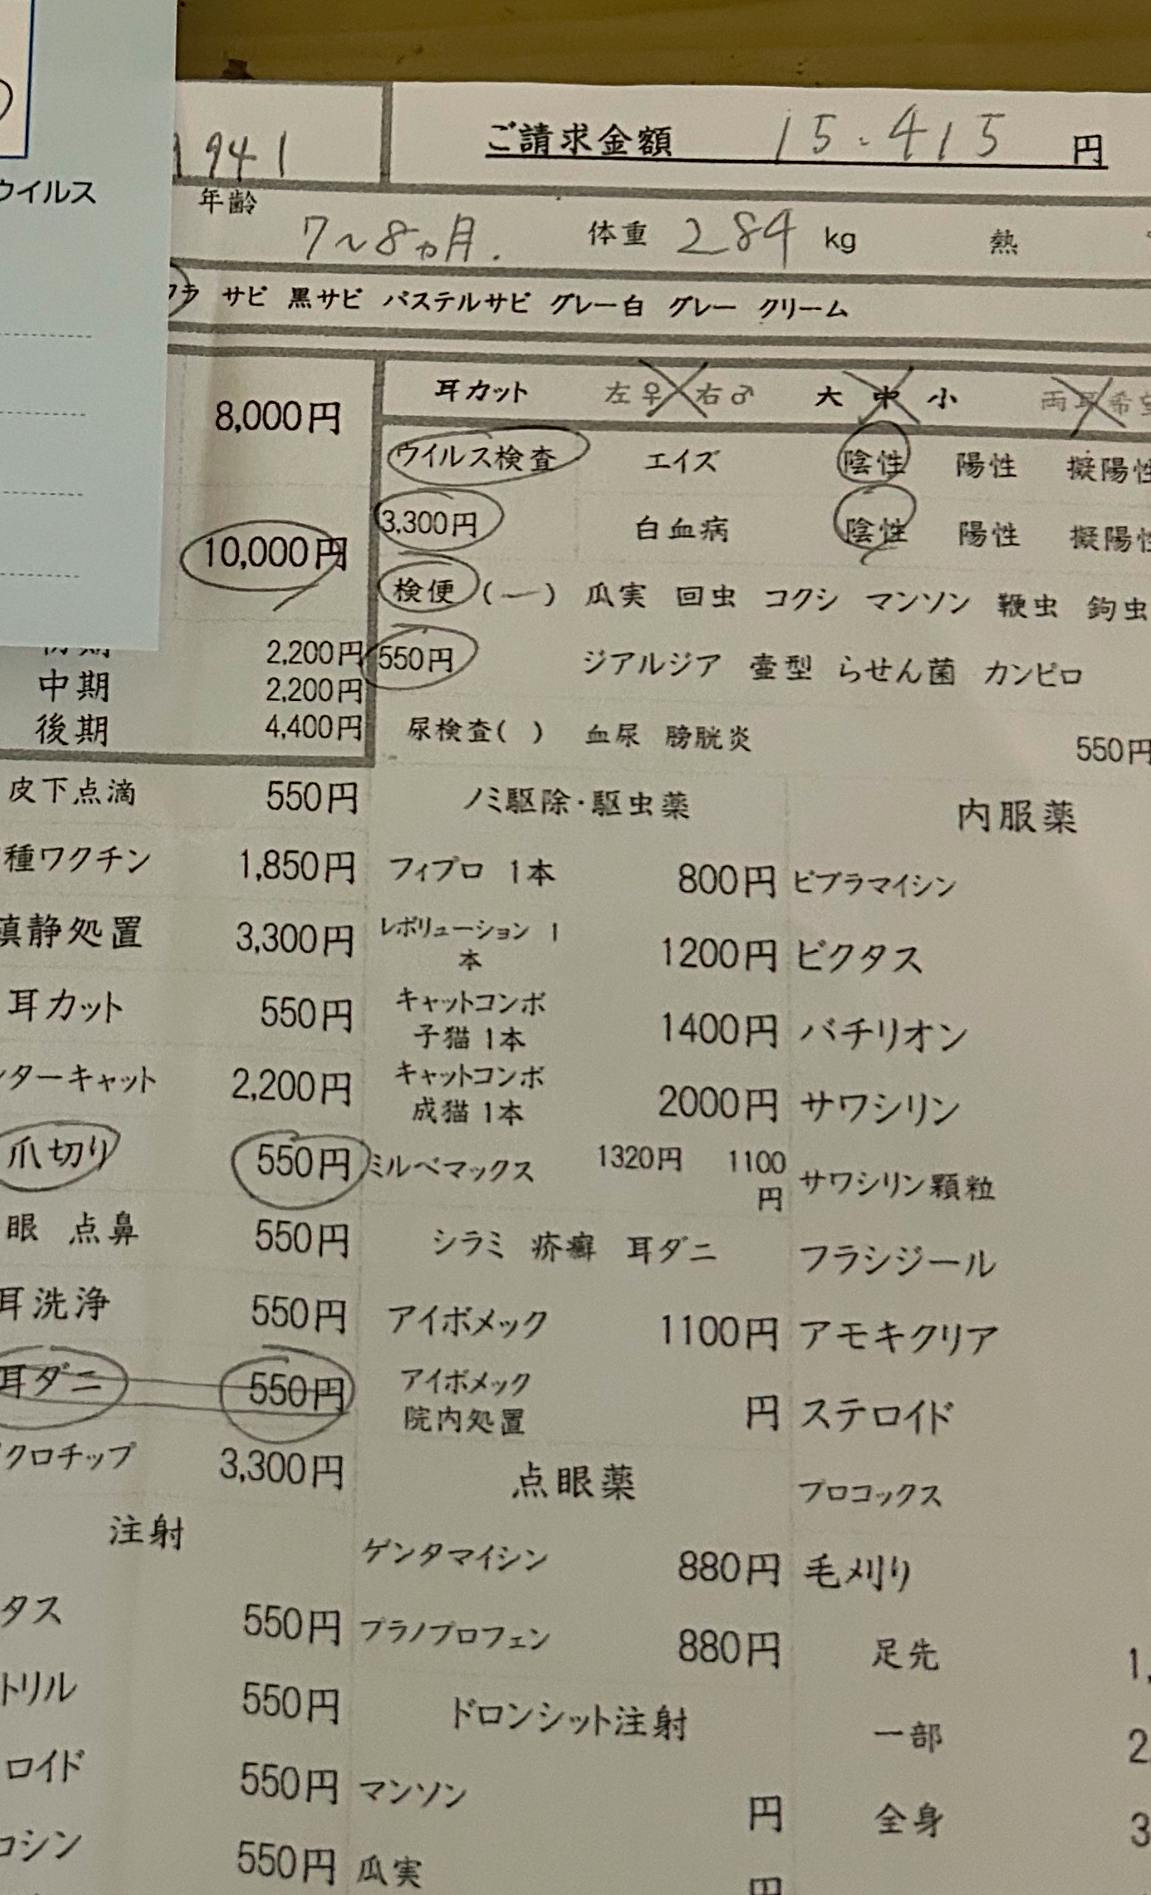 941
ご請求金額 15.415 円
ウイルス
年齢 7~8ヵ月. 体重 284 kg 熱
サビ 黒サビ パステルサビ グレー白 グレー クリーム
8,000円
10,000円
2,200円
中期 2,200円
後期 4,400円
耳カット 左♀ 右♂ 大 中 小 両耳希望
ウイルス検査 エイズ 陰性 陽性 擬陽性
3,300円 白血病 陰性 陽性 擬陽性
検便 (ー) 瓜実 回虫 コクシ マンソン 鞭虫 鉤虫
550円 ジアルジア 壷型 らせん菌 カンピロ
尿検査( ) 血尿 膀胱炎 550円
皮下点滴 550円
種ワクチン 1,850円
鎮静処置 3,300円
耳カット 550円
ンターキャット 2,200円
爪切り 550円
眼 点鼻 550円
耳洗浄 550円
耳ダニ 550円
クロチップ 3,300円
注射
タス 550円
トリル 550円
ロイド 550円
コシン 550円
ノミ駆除・駆虫薬
フィプロ 1本 800円
レボリューション 1
本 1200円
キャットコンボ
子猫 1本 1400円
キャットコンボ
成猫 1本 2000円
ミルベマックス 1320円 1100
円
シラミ 疥癬 耳ダニ
アイボメック 1100円
アイボメック
院内処置 円
点眼薬
ゲンタマイシン 880円
プラノプロフェン 880円
ドロンシット注射
マンソン 円
瓜実 円
内服薬
ビブラマイシン
ビクタス
バチリオン
サワシリン
サワシリン顆粒
フラジール
アモキクリア
ステロイド
プロコックス
毛刈り
足先 1,
一部 2
全身 3